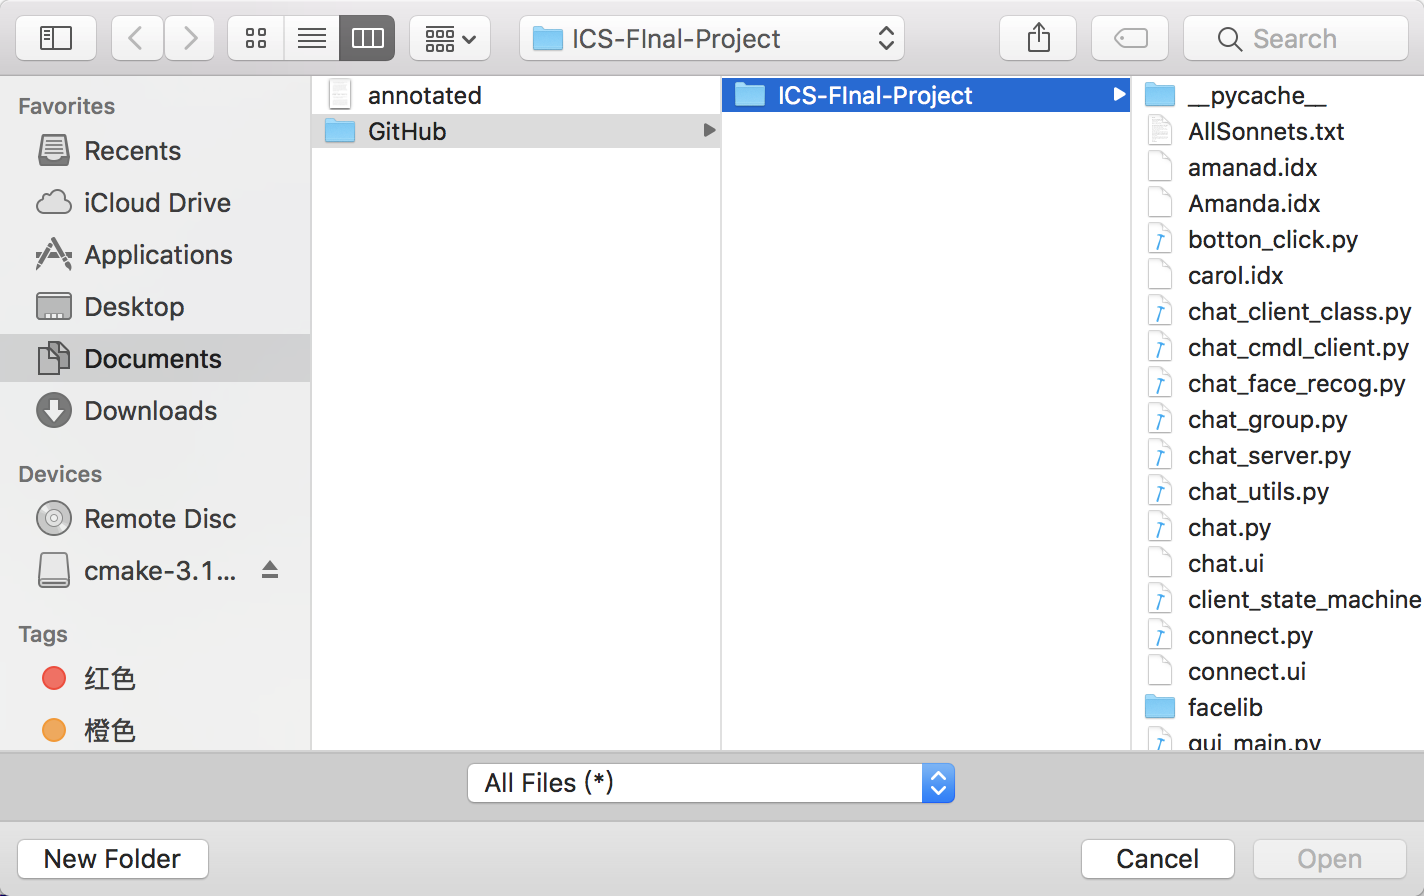 ICS-FInal-Project
Search
Favorites
Recents
iCloud Drive
Applications
Desktop
Documents
Downloads
Devices
Remote Disc
cmake-3.1...
Tags
红色
橙色
annotated
GitHub
ICS-FInal-Project
__pycache__
AllSonnets.txt
amanad.idx
Amanda.idx
botton_click.py
carol.idx
chat_client_class.py
chat_cmdl_client.py
chat_face_recog.py
chat_group.py
chat_server.py
chat_utils.py
chat.py
chat.ui
client_state_machine
connect.py
connect.ui
facelib
gui_main.py
All Files (*)
New Folder
Cancel
Open